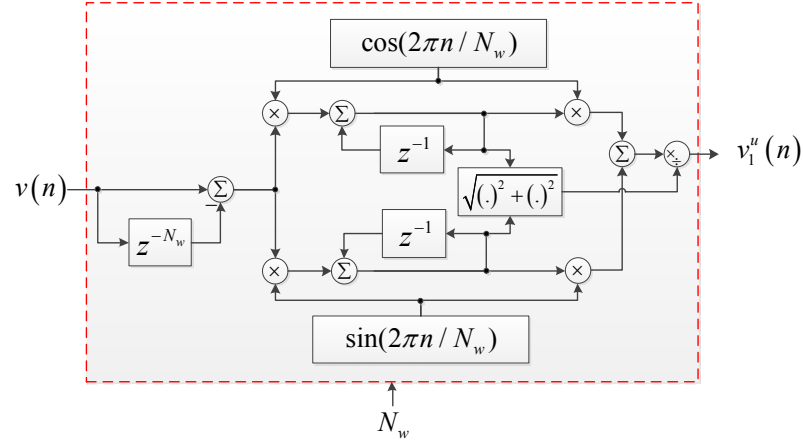 cos(2πn / N_w)
× Σ ×
z^{-1}
v(n) Σ − √((.)^2 + (.)^2) Σ ×÷ v_1^u(n)
z^{-N_w} z^{-1}
× Σ ×
sin(2πn / N_w)
N_w